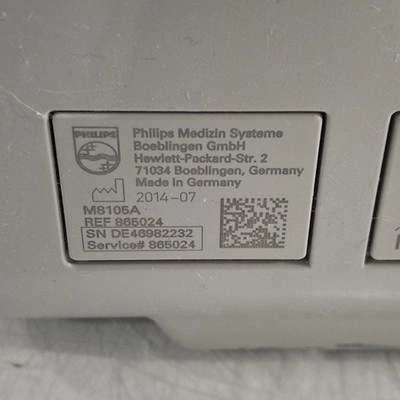 PHILIPS
Philips Medizin Systeme
Boeblingen GmbH
Hewlett-Packard-Str. 2
71034 Boeblingen, Germany
Made in Germany
2014-07
M8105A
REF 865024
SN DE46982232
Service# 865024